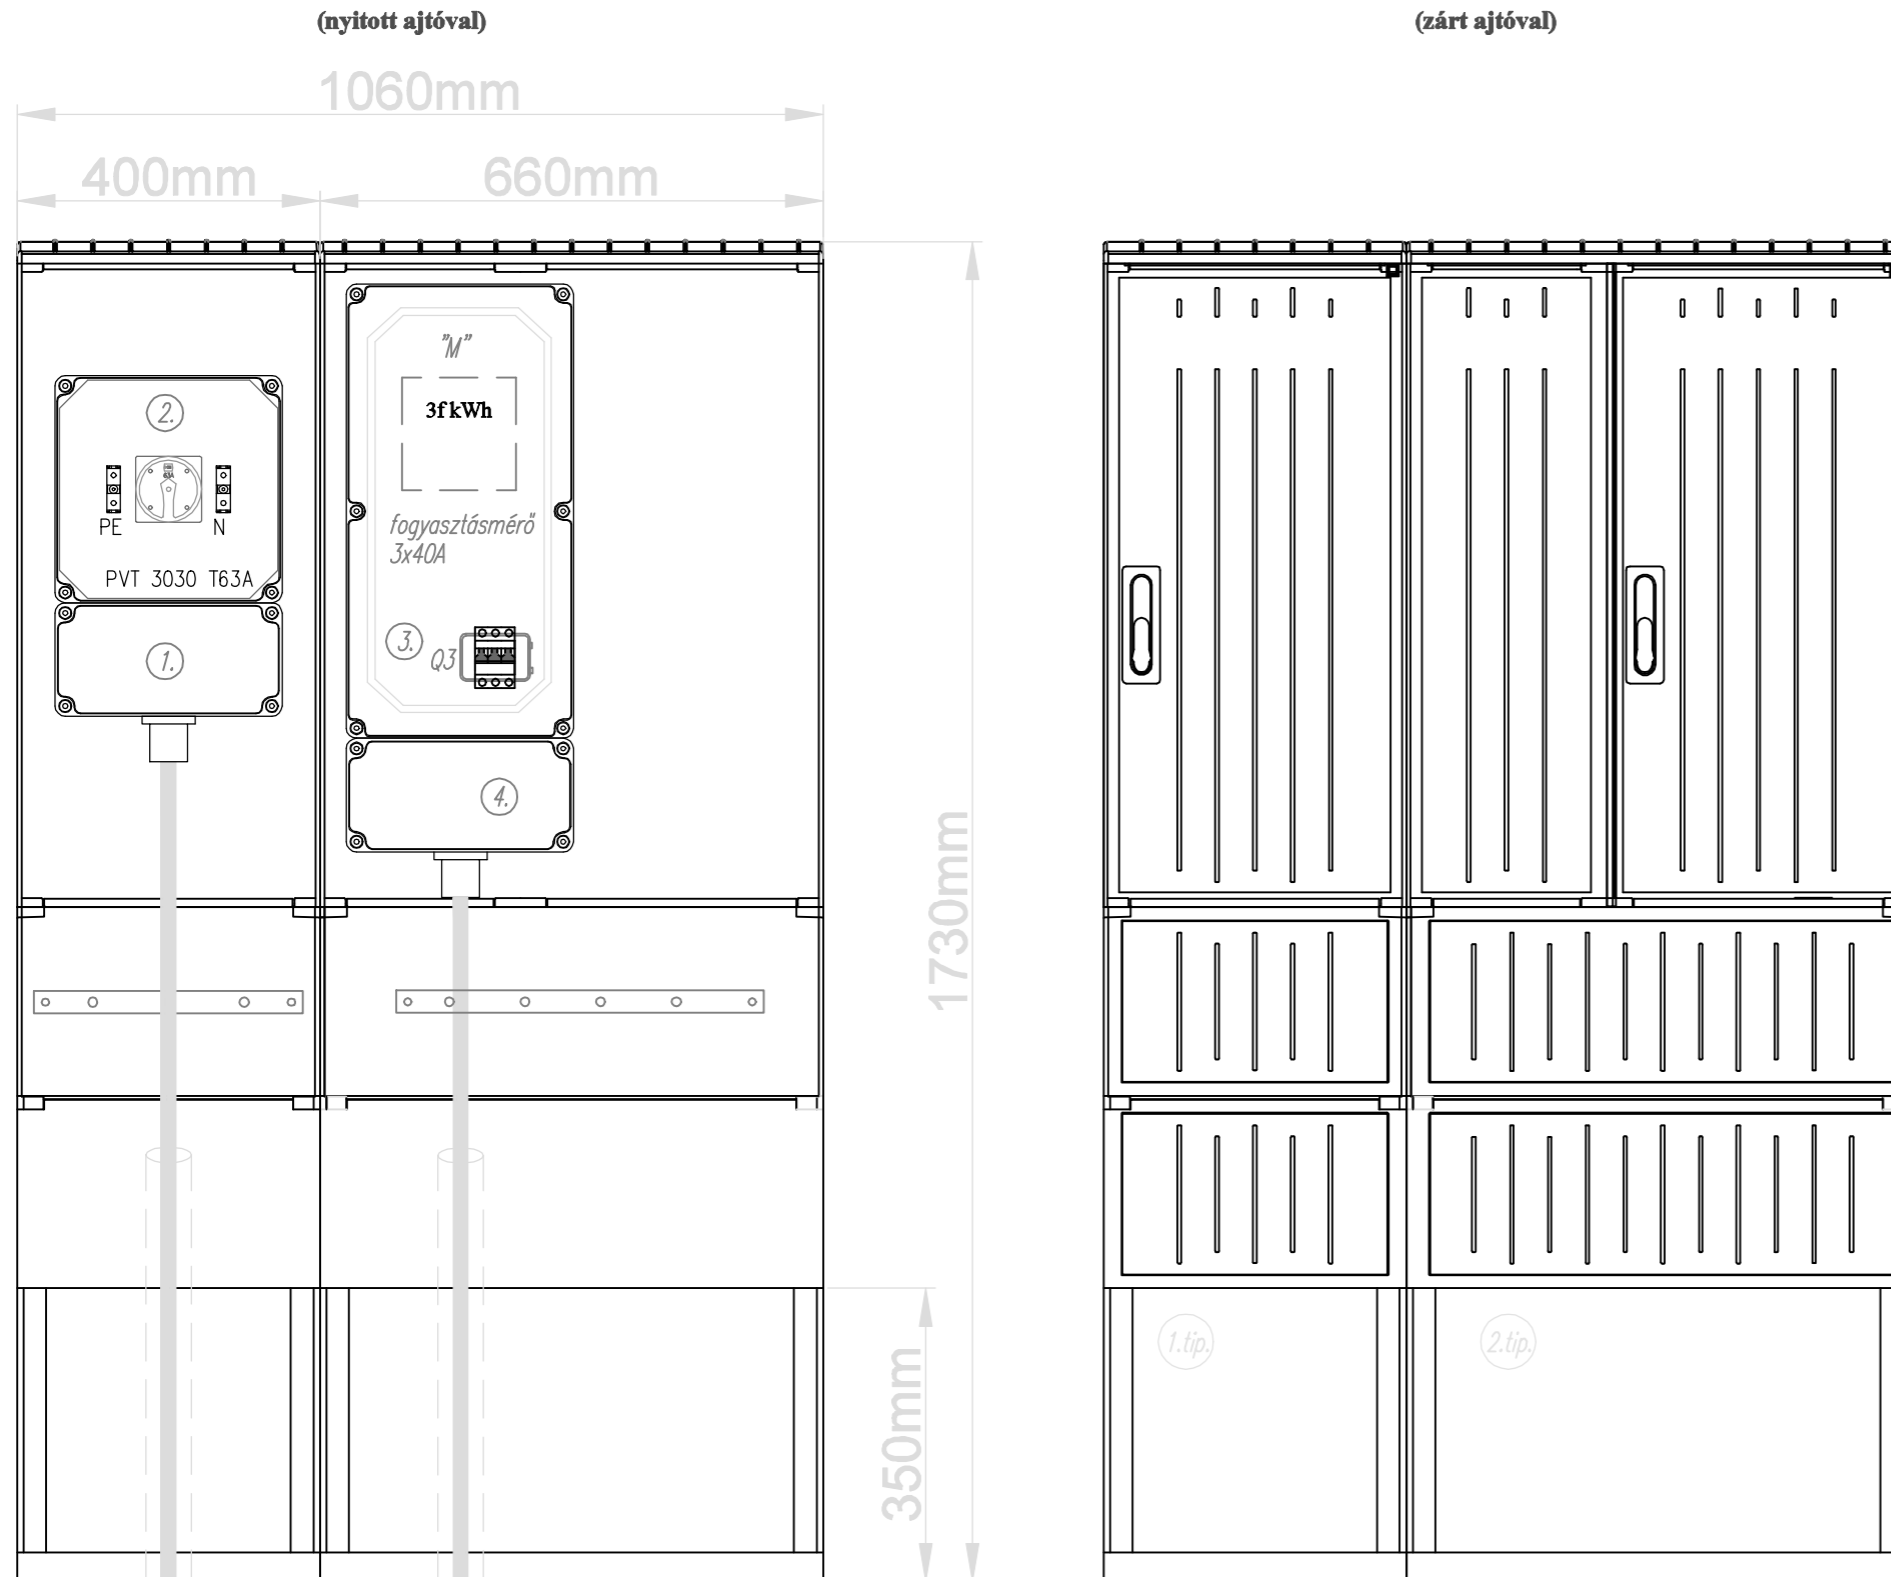 (nyitott ajtóval)
(zárt ajtóval)
1060mm
400mm
660mm
"M"
3f kWh
2.
63A
PE
N
fogyasztásmérő
3x40A
PVT 3030 T63A
3.
Q3
1.
4.
1730mm
350mm
1.tip.
2.tip.